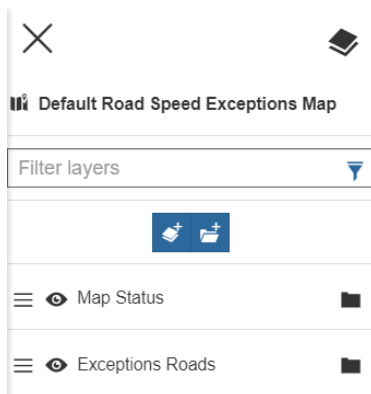 Default Road Speed Exceptions Map
Filter layers
Map Status
Exceptions Roads